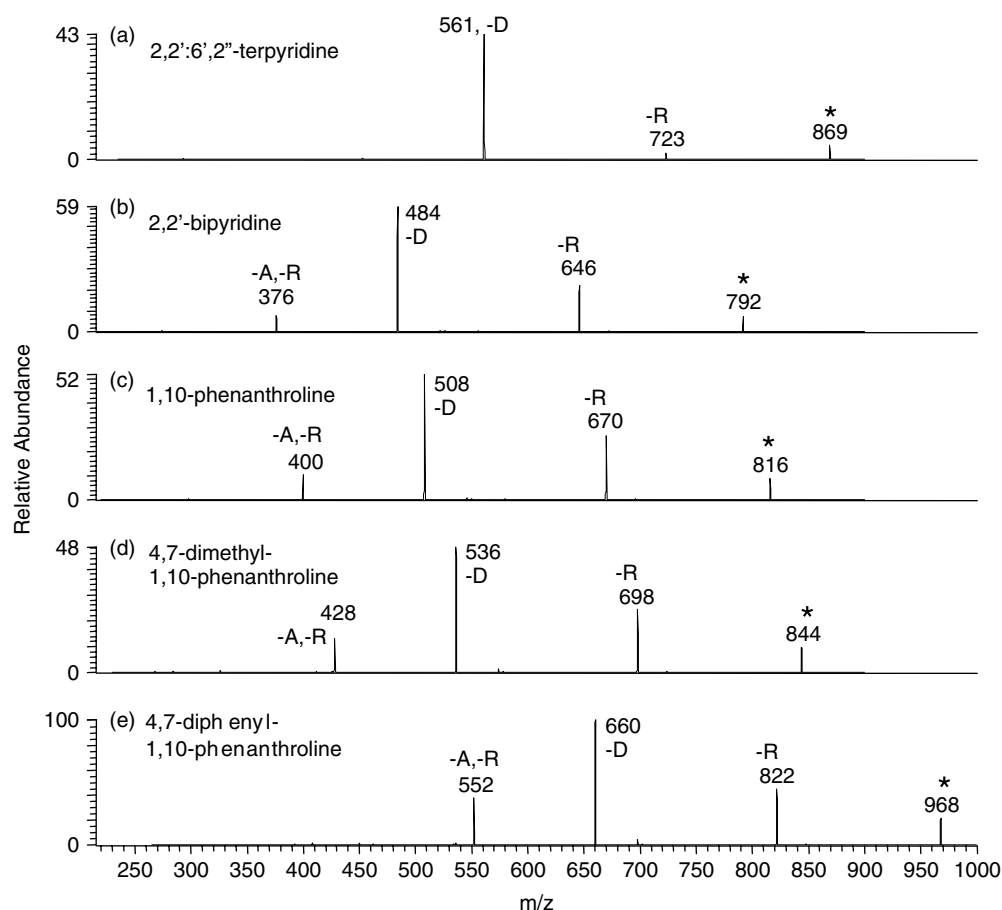 43
(a)
2,2':6',2"-terpyridine
561, -D
-R
723
*
869
0
59
(b)
2,2'-bipyridine
-A,-R
376
484
-D
-R
646
*
792
0
52
(c)
1,10-phenanthroline
-A,-R
400
508
-D
-R
670
*
816
0
48
(d) 4,7-dimethyl-
1,10-phenanthroline
428
-A,-R
536
-D
-R
698
*
844
0
100
(e) 4,7-diph enyl-
1,10-phenanthroline
-A,-R
552
660
-D
-R
822
*
968
0
Relative Abundance
250 300 350 400 450 500 550 600 650 700 750 800 850 900 950 1000
m/z